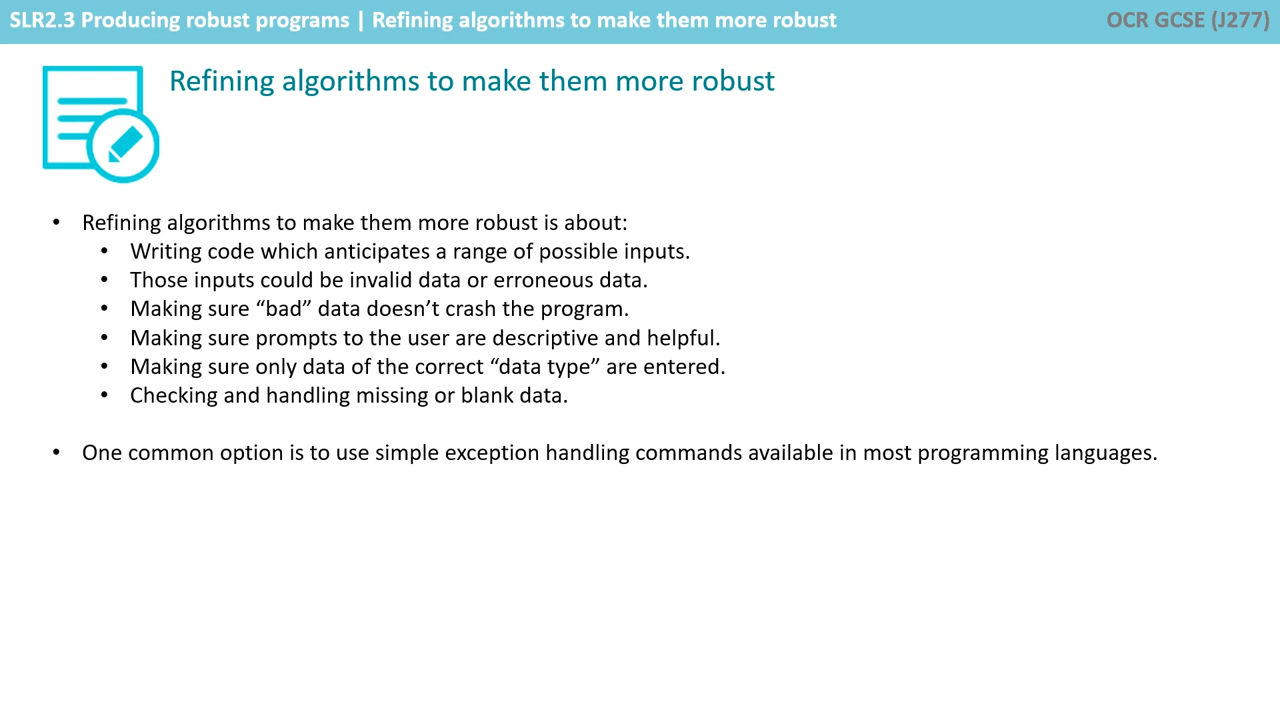 SLR2.3 Producing robust programs | Refining algorithms to make them more robust
OCR GCSE (J277)
Refining algorithms to make them more robust
• Refining algorithms to make them more robust is about:
• Writing code which anticipates a range of possible inputs.
• Those inputs could be invalid data or erroneous data.
• Making sure “bad” data doesn’t crash the program.
• Making sure prompts to the user are descriptive and helpful.
• Making sure only data of the correct “data type” are entered.
• Checking and handling missing or blank data.
• One common option is to use simple exception handling commands available in most programming languages.